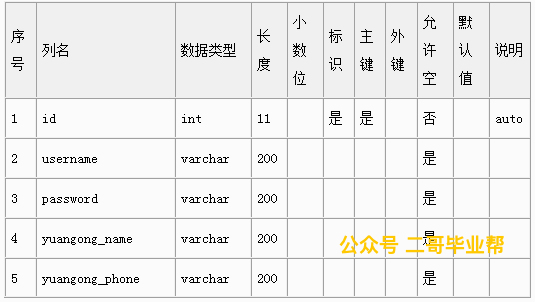 序号 列名 数据类型 长度 小数位 标识 主键 外键 允许空 默认值 说明
1 id int 11 是 是 否 auto
2 username varchar 200 是
3 password varchar 200 是
4 yuangong_name varchar 200 是
公众号 二哥毕业帮
5 yuangong_phone varchar 200 是